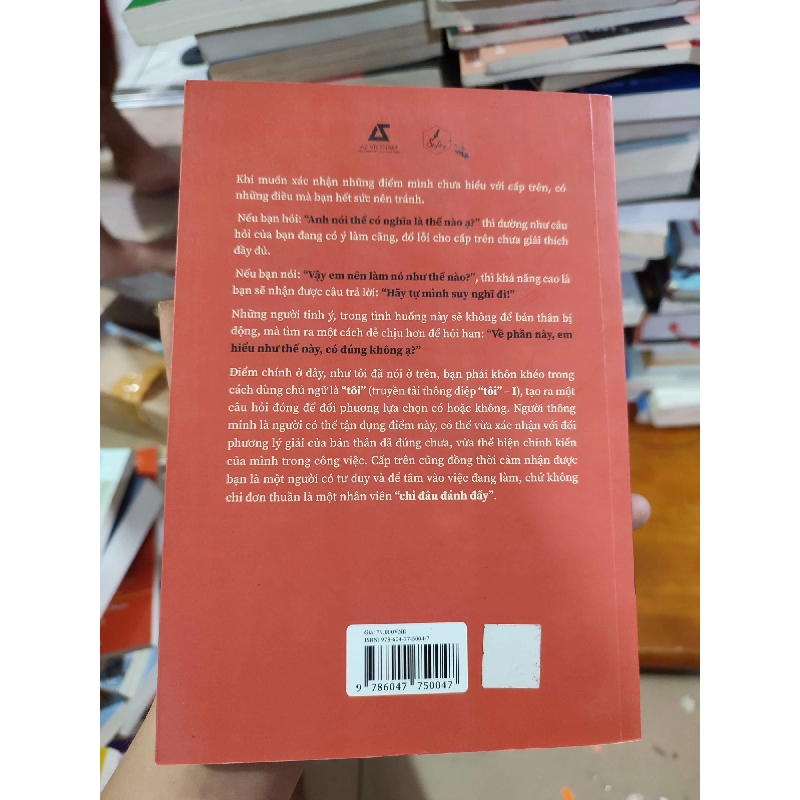 AZ VIETNAM
Khi muốn xác nhận những điểm mình chưa hiểu với cấp trên, có
những điều mà bạn hết sức nên tránh.
Nếu bạn hỏi: “Anh nói thế có nghĩa là thế nào ạ?” thì dường như câu
hỏi của bạn đang có ý làm căng, đổ lỗi cho cấp trên chưa giải thích
đầy đủ.
Nếu bạn nói: “Vậy em nên làm nó như thế nào?”, thì khả năng cao là
bạn sẽ nhận được câu trả lời: “Hãy tự mình suy nghĩ đi!”
Những người tinh ý, trong tình huống này sẽ không để bản thân bị
động, mà tìm ra một cách dễ chịu hơn để hỏi han: “Về phần này, em
hiểu như thế này, có đúng không ạ?”
Điểm chính ở đây, như tôi đã nói ở trên, bạn phải khôn khéo trong
cách dùng chủ ngữ là “tôi” (truyền tải thông điệp “tôi” – I), tạo ra một
câu hỏi đóng để đối phương lựa chọn có hoặc không. Người thông
minh là người có thể tận dụng điểm này, có thể vừa xác nhận với đối
phương lý giải của bản thân đã đúng chưa, vừa thể hiện chính kiến
của mình trong công việc. Cấp trên cũng đồng thời cảm nhận được
bạn là một người có tư duy và để tâm vào việc đang làm, chứ không
chỉ đơn thuần là một nhân viên “chỉ đâu đánh đấy”.
ISBN: 978-604-77-5004-7
9 786047 750047